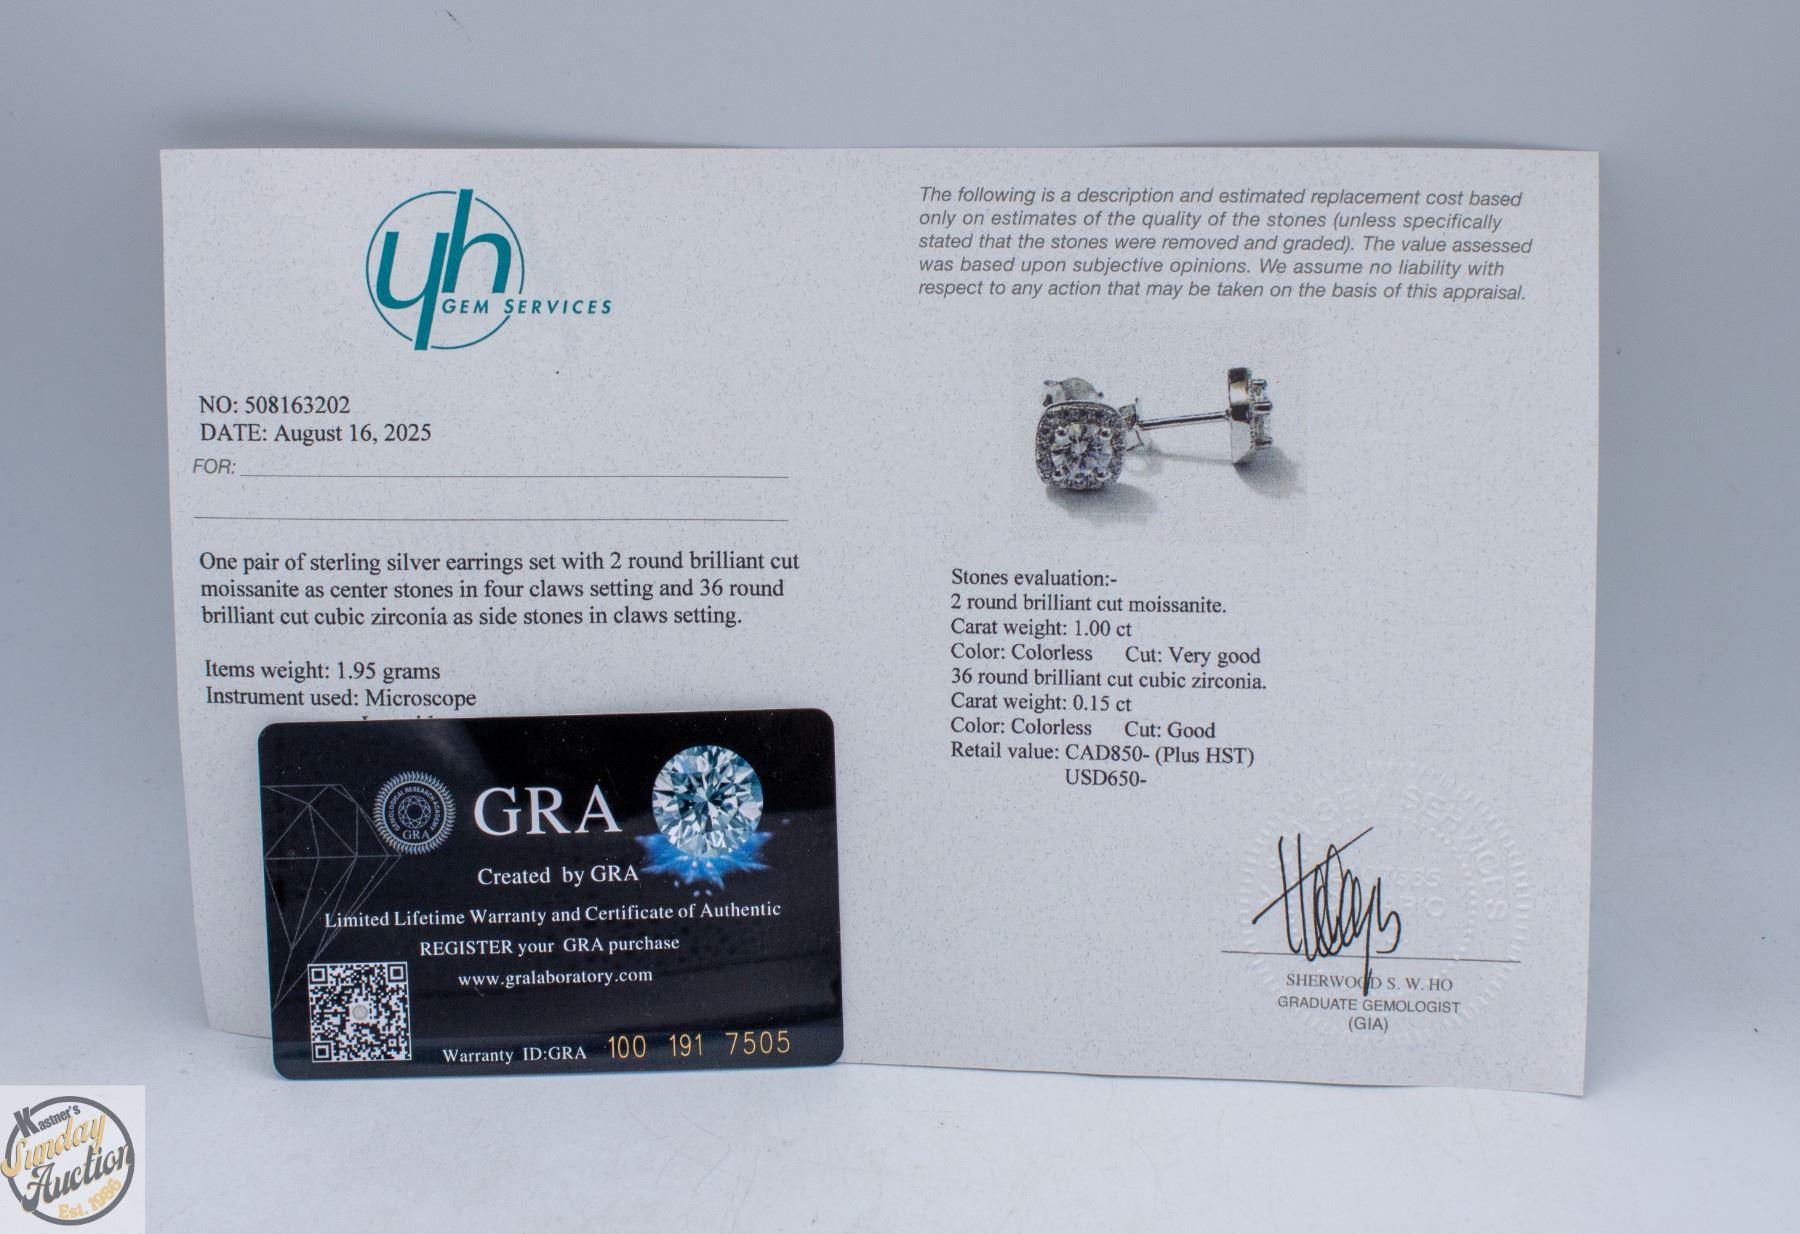 yh
GEM SERVICES
NO: 508163202
DATE: August 16, 2025
FOR:
One pair of sterling silver earrings set with 2 round brilliant cut
moissanite as center stones in four claws setting and 36 round
brilliant cut cubic zirconia as side stones in claws setting.
Items weight: 1.95 grams
Instrument used: Microscope
The following is a description and estimated replacement cost based
only on estimates of the quality of the stones (unless specifically
stated that the stones were removed and graded). The value assessed
was based upon subjective opinions. We assume no liability with
respect to any action that may be taken on the basis of this appraisal.
Stones evaluation:-
2 round brilliant cut moissanite.
Carat weight: 1.00 ct
Color: Colorless Cut: Very good
36 round brilliant cut cubic zirconia.
Carat weight: 0.15 ct
Color: Colorless Cut: Good
Retail value: CAD850- (Plus HST)
USD650-
SHERWOOD S. W. HO
GRADUATE GEMOLOGIST
(GIA)
GEMOLOGICAL RESEARCH ACADEMY
GRA
GRA
Created by GRA
Limited Lifetime Warranty and Certificate of Authentic
REGISTER your GRA purchase
www.gralaboratory.com
Warranty ID:GRA 100 191 7505
Kastner's
Sunday
Auction
Est. 1986